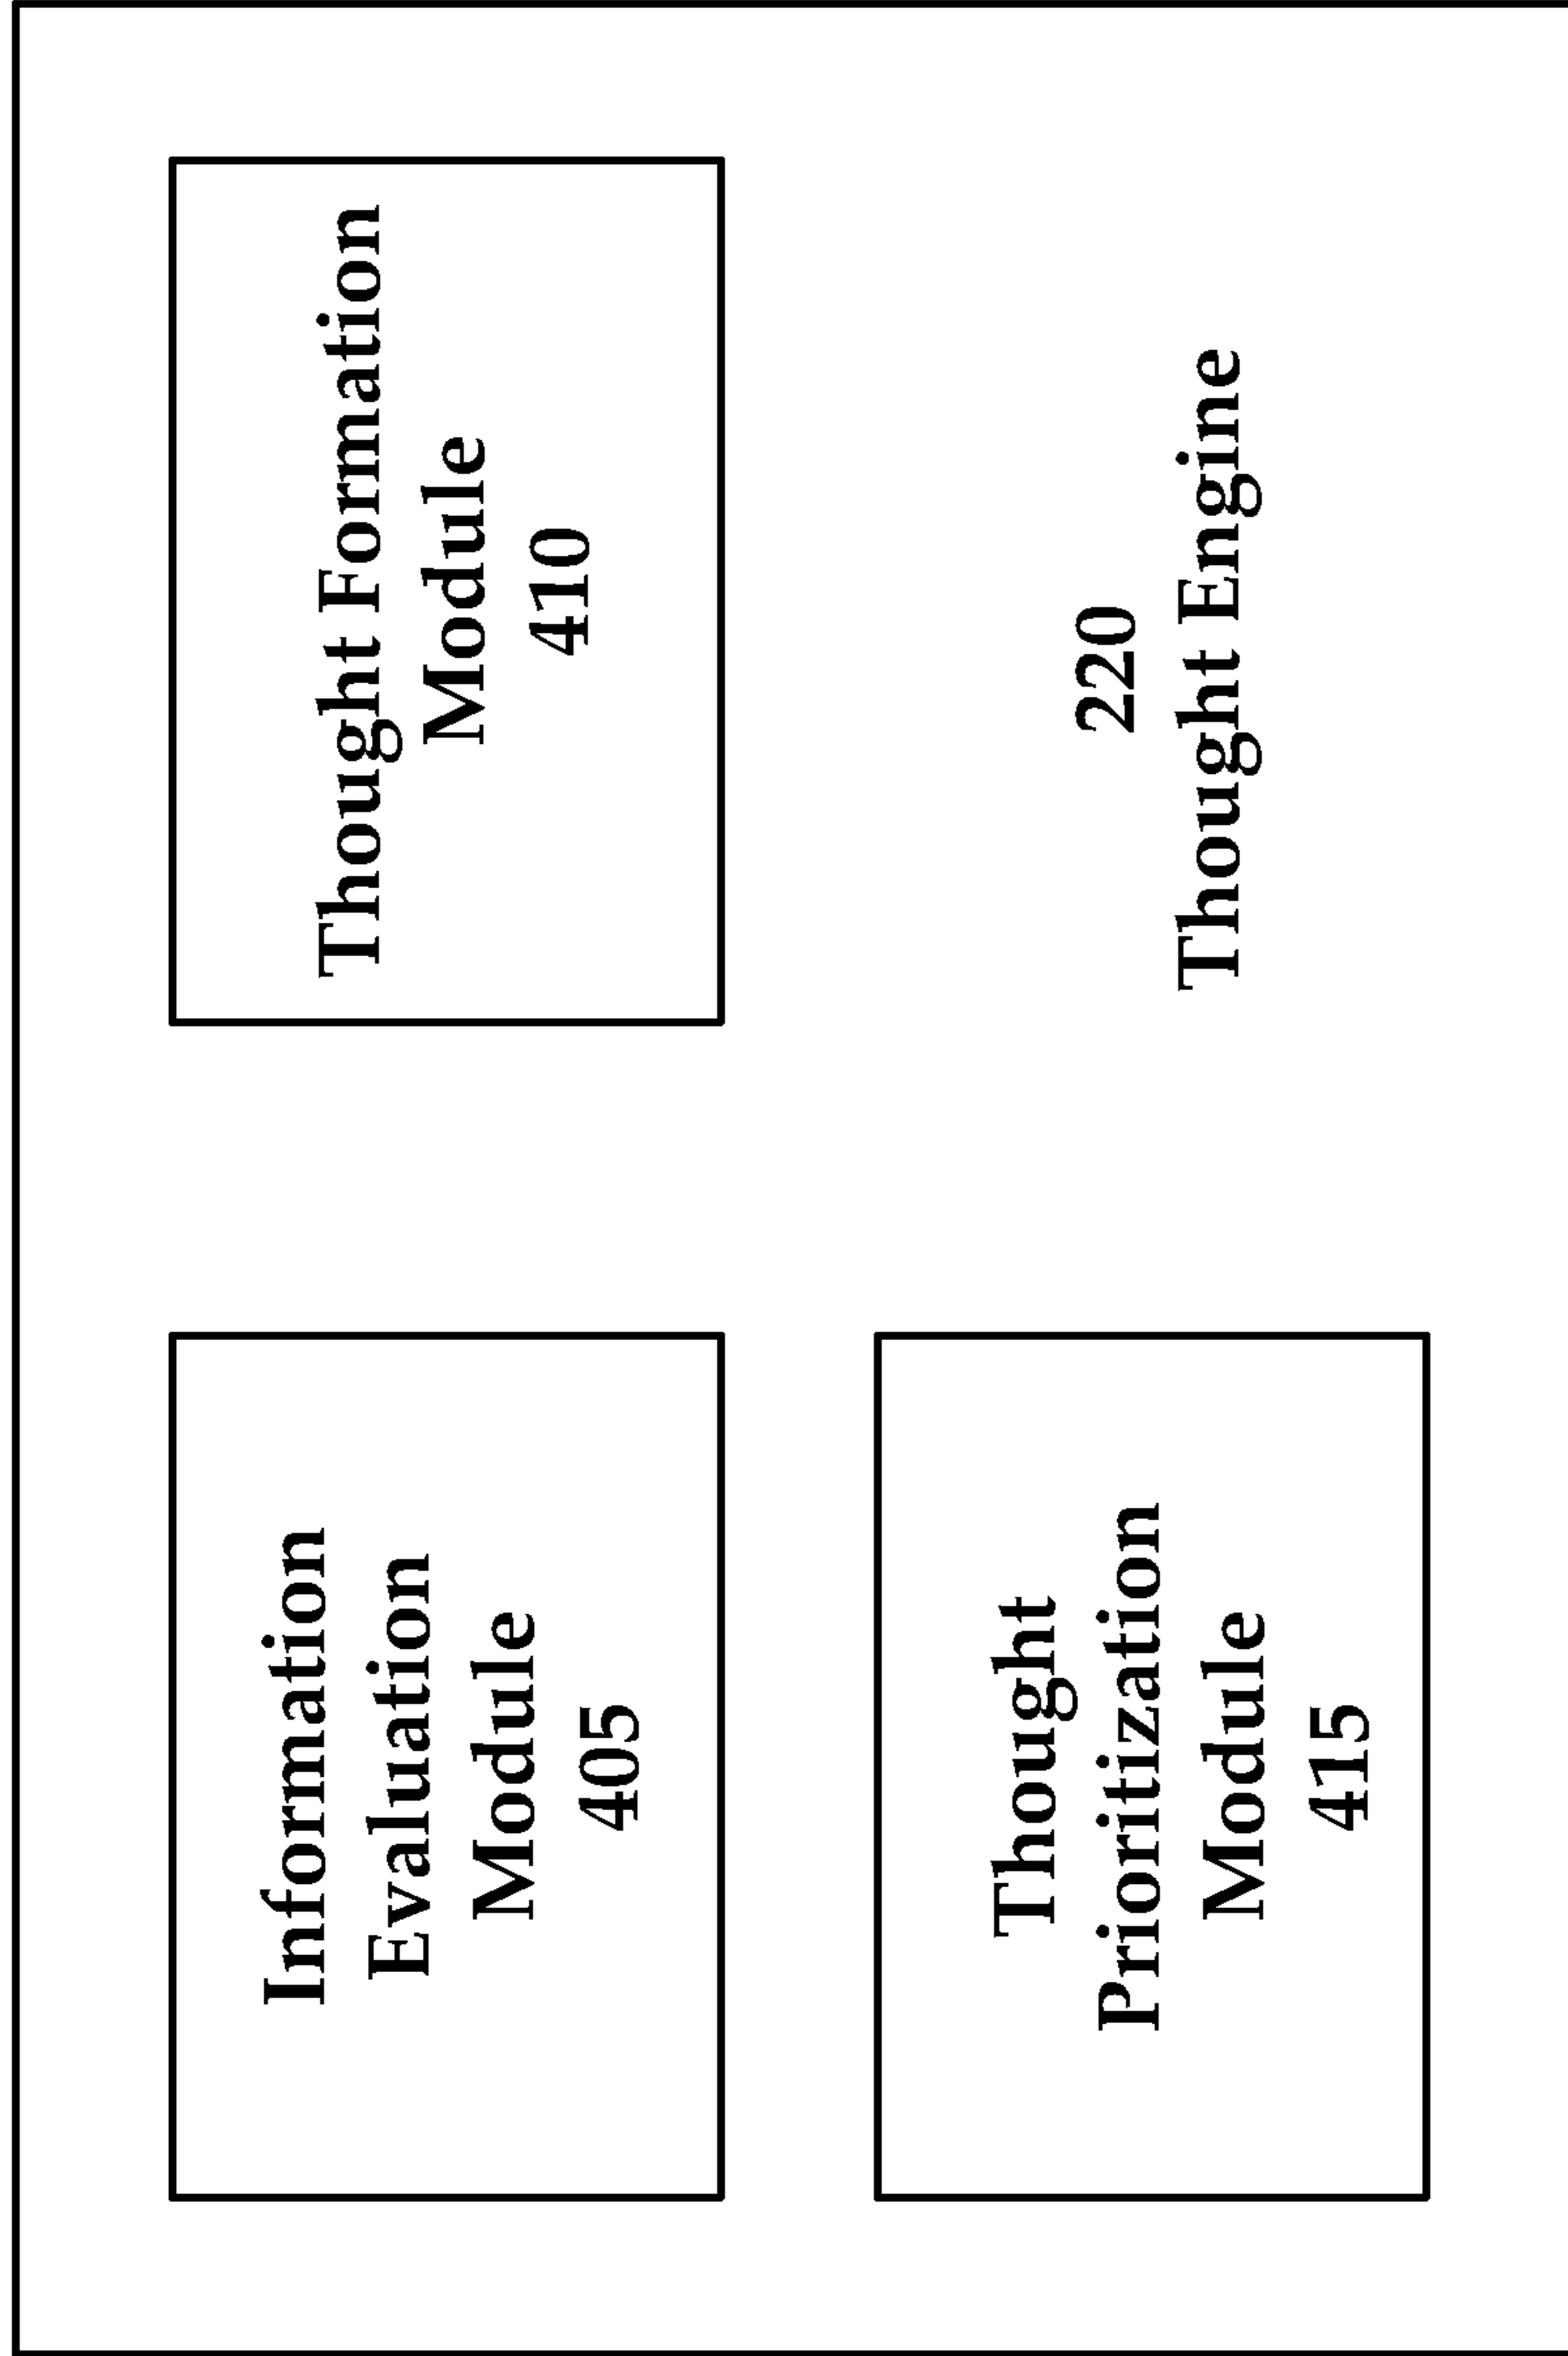 Information
Evaluation
Module
405
Thought Formation
Module
410
Thought
Prioritization
Module
415
220
Thought Engine